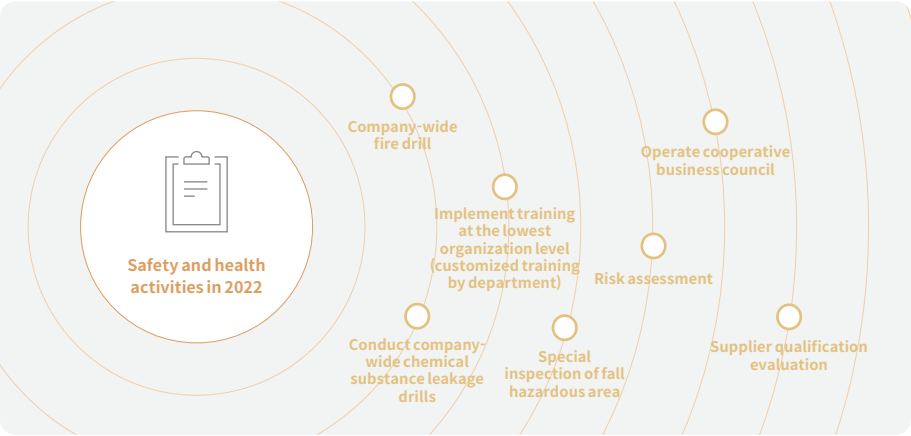 Safety and health
activities in 2022
Company-wide
fire drill
Implement training
at the lowest
organization level
(customized training
by department)
Conduct company-
wide chemical
substance leakage
drills
Special
inspection of fall
hazardous area
Risk assessment
Operate cooperative
business council
Supplier qualification
evaluation